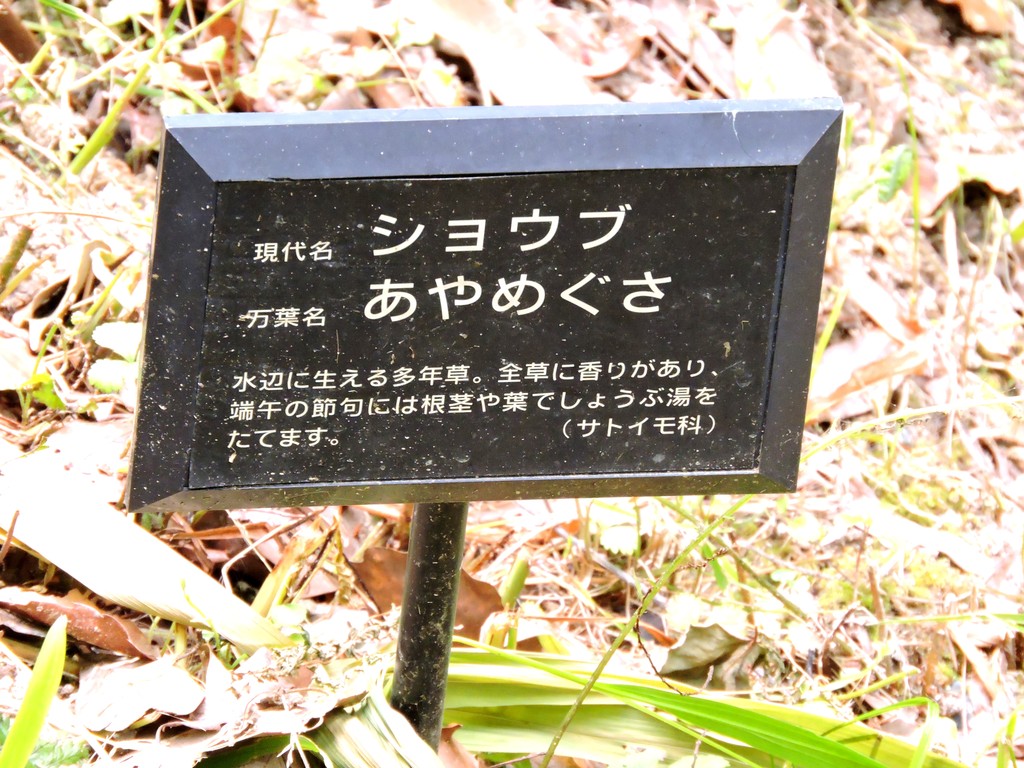 現代名 ショウブ
万葉名 あやめぐさ
水辺に生える多年草。全草に香りがあり、
端午の節句には根茎や葉でしょうぶ湯を
たてます。 （サトイモ科）